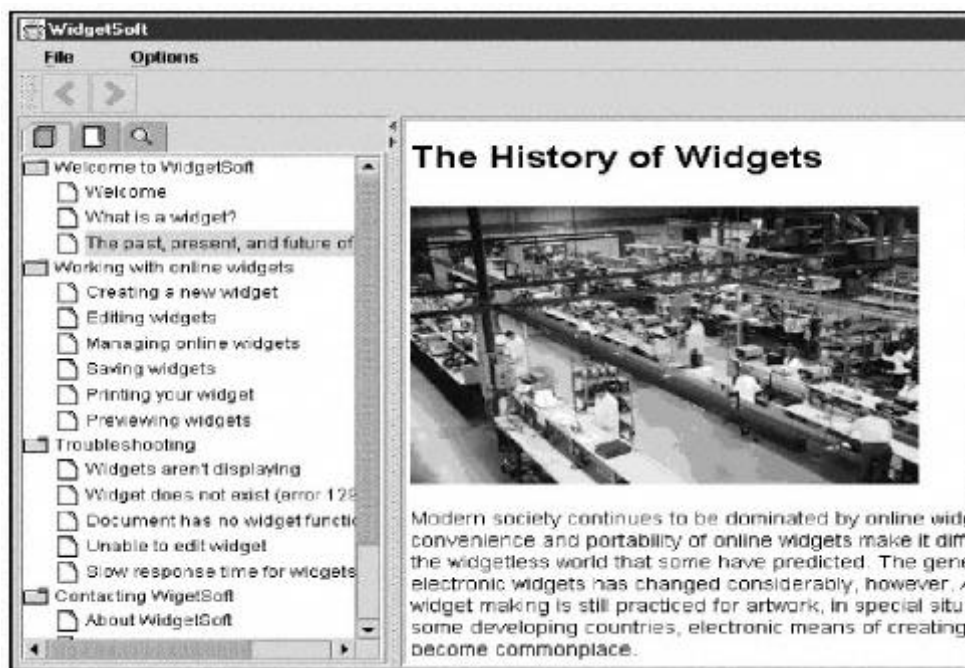 WidgetSoft
File Options
Welcome to WidgetSoft
Welcome
What is a widget?
The past, present, and future of
Working with online widgets
Creating a new widget
Editing widgets
Managing online widgets
Saving widgets
Printing your widget
Previewing widgets
Troubleshooting
Widgets aren't displaying
Widget does not exist (error 129
Document has no widget functi
Unable to edit widget
Slow response time for widgets
Contacting WigetSoft
About WidgetSoft
The History of Widgets
Modern society continues to be dominated by online widg
convenience and portability of online widgets make it diff
the widgetless world that some have predicted. The gene
electronic widgets has changed considerably, however. A
widget making is still practiced for artwork, in special situ
some developing countries, electronic means of creating
become commonplace.